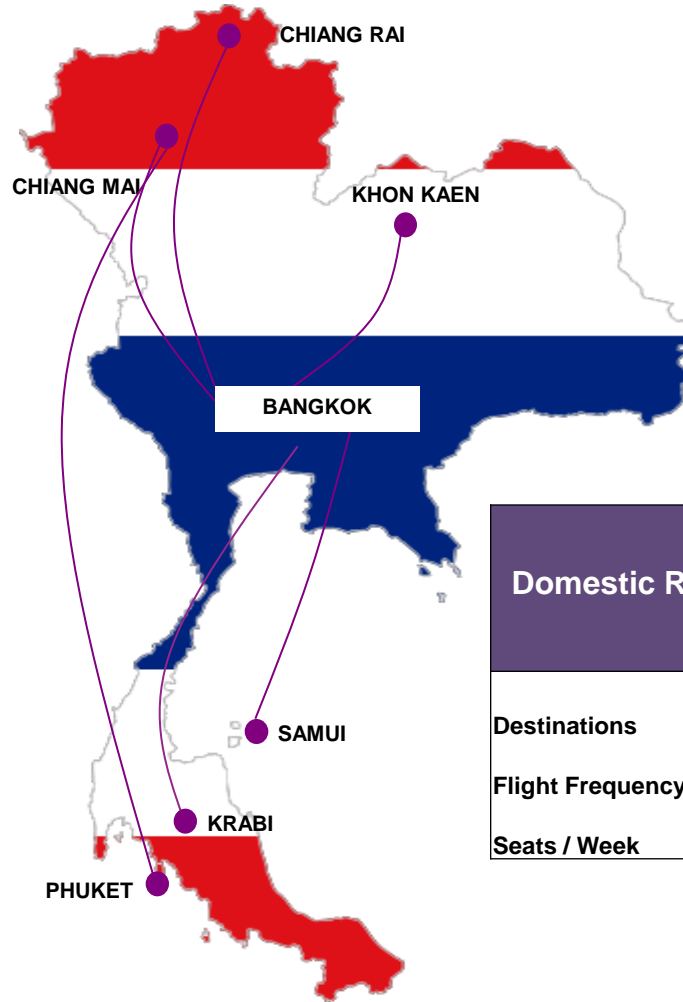 CHIANG RAI
CHIANG MAI
KHON KAEN
BANGKOK
Domestic R
Destinations
SAMUI
Flight Frequency
KRABI
Seats / Week
PHUKET